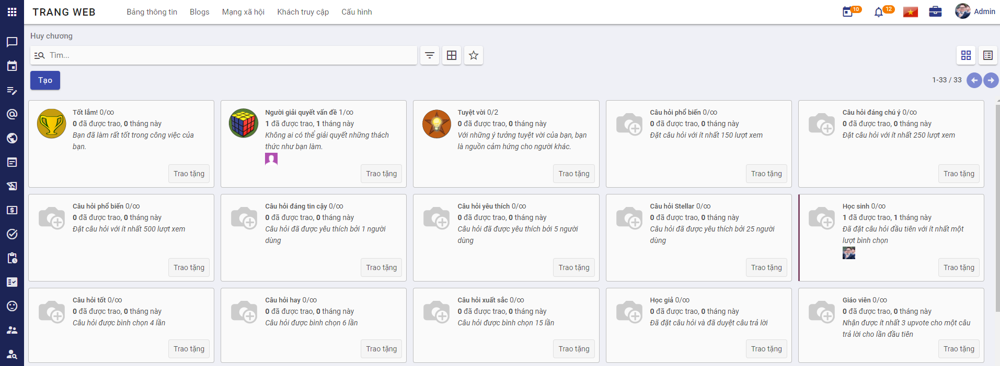 TRANG WEB
Bảng thông tin Blogs Mạng xã hội Khách truy cập Cấu hình
10 12 Admin
Huy chương
Tìm...
Tạo
1-33 / 33
Tốt lắm! 0/∞
0 đã được trao, 0 tháng này
Bạn đã làm rất tốt trong công việc của
bạn.
Trao tặng
Người giải quyết vấn đề 1/∞
1 đã được trao, 1 tháng này
Không ai có thể giải quyết những thách
thức như bạn làm.
Trao tặng
Tuyệt vời 0/2
0 đã được trao, 0 tháng này
Với những ý tưởng tuyệt vời của bạn, bạn
là nguồn cảm hứng cho người khác.
Trao tặng
Câu hỏi phổ biến 0/∞
0 đã được trao, 0 tháng này
Đặt câu hỏi với ít nhất 150 lượt xem
Trao tặng
Câu hỏi đáng chú ý 0/∞
0 đã được trao, 0 tháng này
Đặt câu hỏi với ít nhất 250 lượt xem
Trao tặng
Câu hỏi phổ biến 0/∞
0 đã được trao, 0 tháng này
Đặt câu hỏi với ít nhất 500 lượt xem
Trao tặng
Câu hỏi đáng tin cậy 0/∞
0 đã được trao, 0 tháng này
Câu hỏi đã được yêu thích bởi 1 người
dùng
Trao tặng
Câu hỏi yêu thích 0/∞
0 đã được trao, 0 tháng này
Câu hỏi đã được yêu thích bởi 5 người
dùng
Trao tặng
Câu hỏi Stellar 0/∞
0 đã được trao, 0 tháng này
Câu hỏi đã được yêu thích bởi 25 người
dùng
Trao tặng
Học sinh 0/∞
1 đã được trao, 1 tháng này
Đã đặt câu hỏi đầu tiên với ít nhất một
lượt bình chọn
Trao tặng
Câu hỏi tốt 0/∞
0 đã được trao, 0 tháng này
Câu hỏi được bình chọn 4 lần
Trao tặng
Câu hỏi hay 0/∞
0 đã được trao, 0 tháng này
Câu hỏi được bình chọn 6 lần
Trao tặng
Câu hỏi xuất sắc 0/∞
0 đã được trao, 0 tháng này
Câu hỏi được bình chọn 15 lần
Trao tặng
Học giả 0/∞
0 đã được trao, 0 tháng này
Đã đặt câu hỏi và đã duyệt câu trả lời
Trao tặng
Giáo viên 0/∞
0 đã được trao, 0 tháng này
Nhận được ít nhất 3 upvote cho một câu
trả lời cho lần đầu tiên
Trao tặng